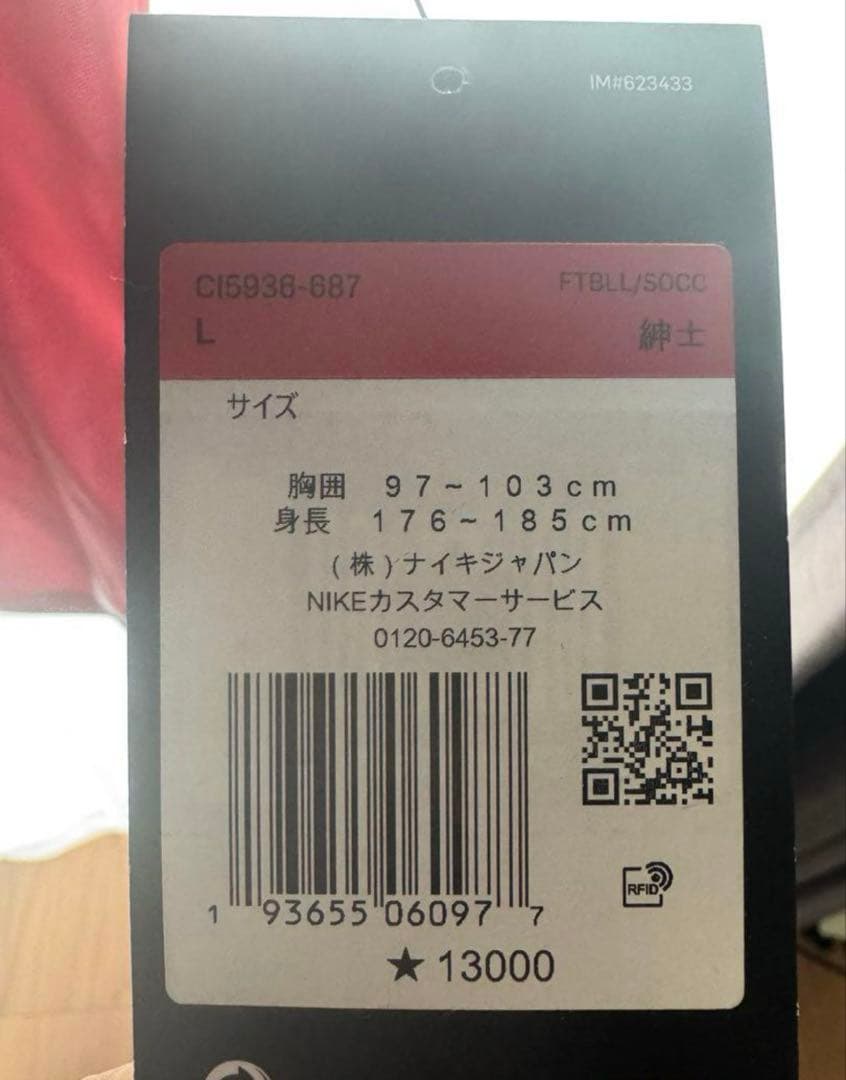 IM#623433
CI5936-687 FTBLL/SOCC
L 紳士
サイズ
胸囲 97~103cm
身長 176~185cm
(株)ナイキジャパン
NIKEカスタマーサービス
0120-6453-77
RFID
1 93655 06097 7
★13000